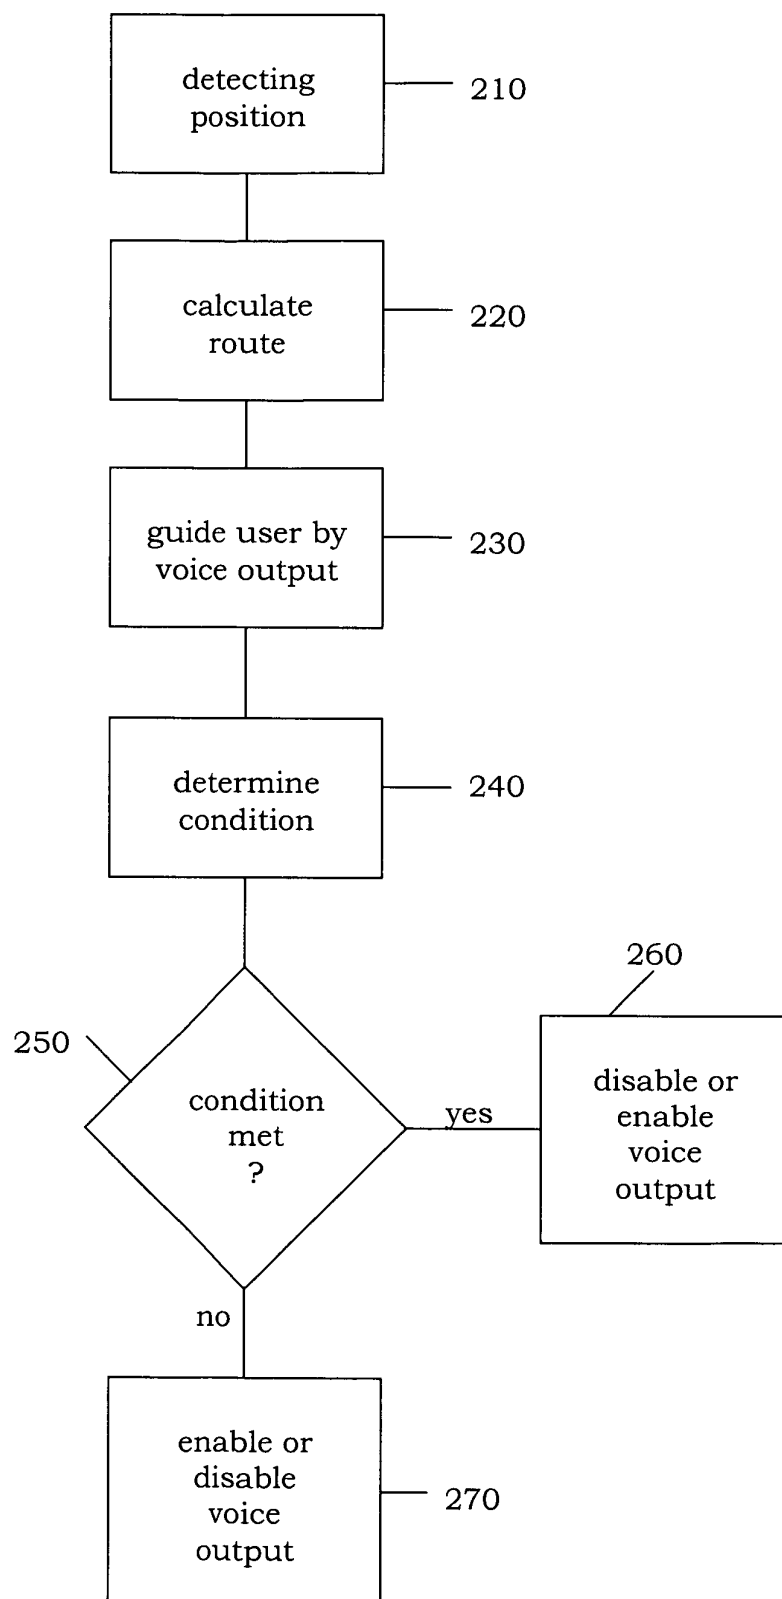 detecting
position
210
calculate
route
220
guide user by
voice output
230
determine
condition
240
260
250
condition
met
?
yes
disable or
enable
voice
output
no
enable or
disable
voice
output
270